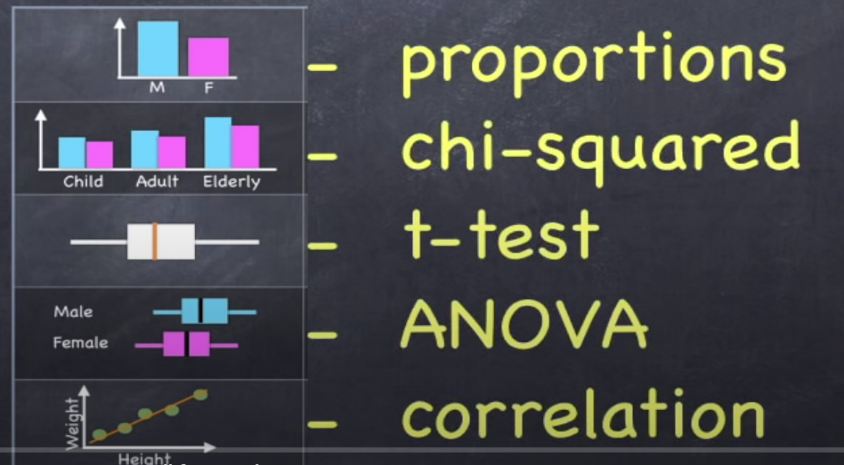 M F
- proportions
Child Adult Elderly
- chi-squared
- t-test
Male
Female
- ANOVA
Weight
- correlation
Height